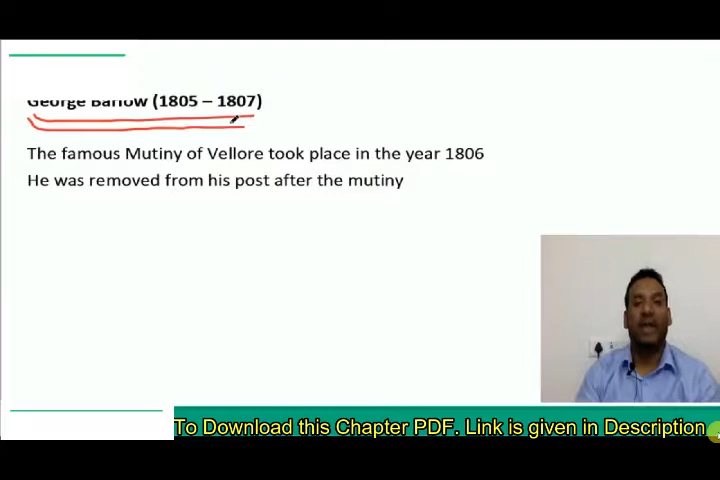 George Barlow (1805 – 1807)
The famous Mutiny of Vellore took place in the year 1806
He was removed from his post after the mutiny
To Download this Chapter PDF. Link is given in Description